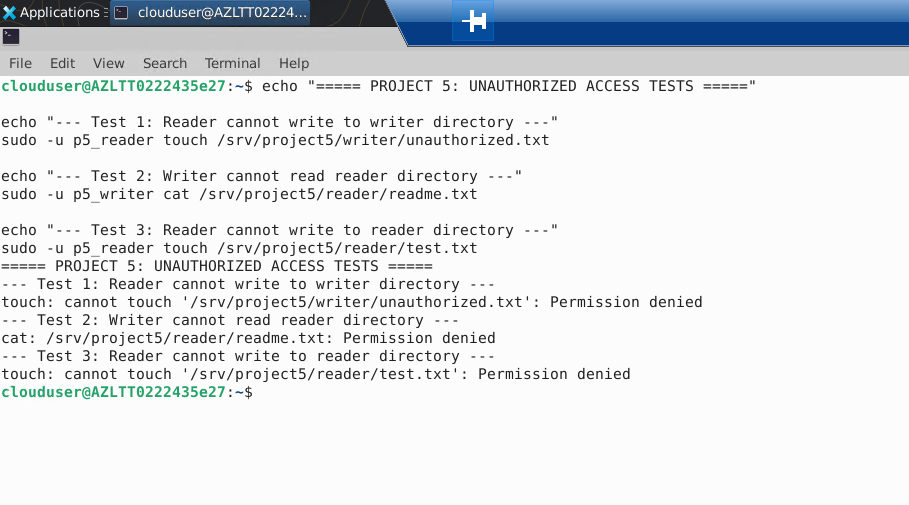 Applications
clouduser@AZLTT02224...
File Edit View Search Terminal Help
clouduser@AZLTT0222435e27:~$ echo "===== PROJECT 5: UNAUTHORIZED ACCESS TESTS ====="
echo "--- Test 1: Reader cannot write to writer directory ---"
sudo -u p5_reader touch /srv/project5/writer/unauthorized.txt
echo "--- Test 2: Writer cannot read reader directory ---"
sudo -u p5_writer cat /srv/project5/reader/readme.txt
echo "--- Test 3: Reader cannot write to reader directory ---"
sudo -u p5_reader touch /srv/project5/reader/test.txt
===== PROJECT 5: UNAUTHORIZED ACCESS TESTS =====
--- Test 1: Reader cannot write to writer directory ---
touch: cannot touch '/srv/project5/writer/unauthorized.txt': Permission denied
--- Test 2: Writer cannot read reader directory ---
cat: /srv/project5/reader/readme.txt: Permission denied
--- Test 3: Reader cannot write to reader directory ---
touch: cannot touch '/srv/project5/reader/test.txt': Permission denied
clouduser@AZLTT0222435e27:~$